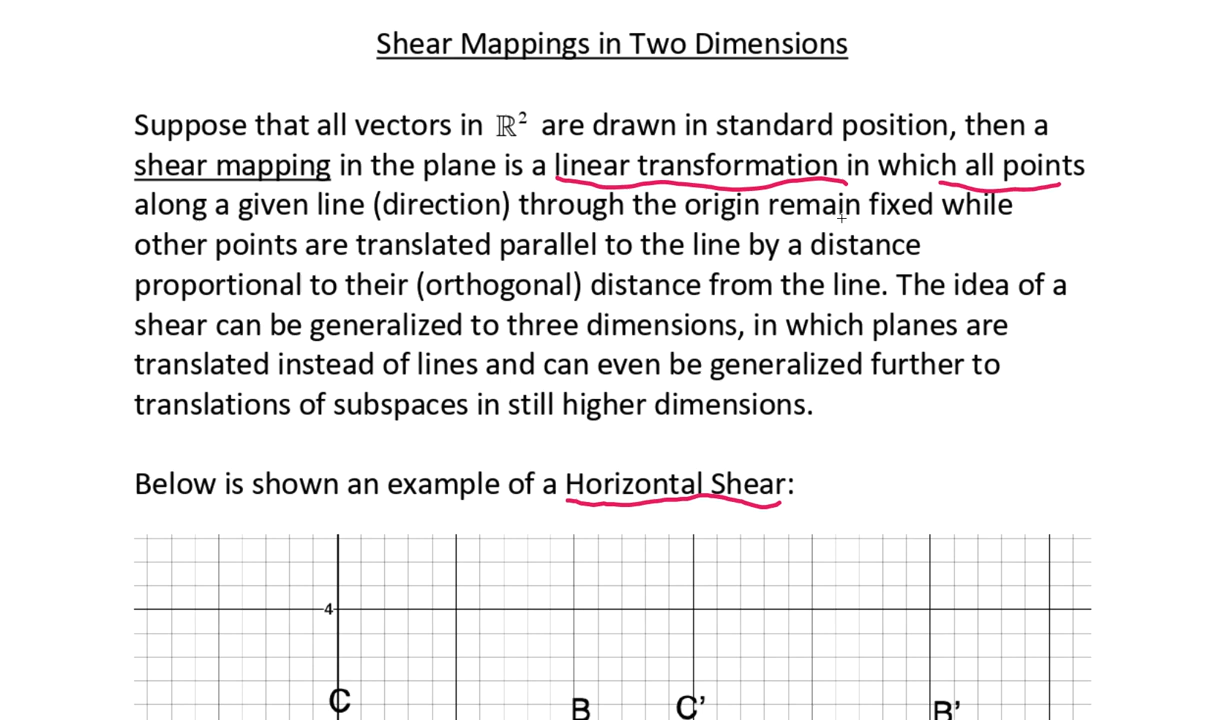 Shear Mappings in Two Dimensions
Suppose that all vectors in ℝ² are drawn in standard position, then a
shear mapping in the plane is a linear transformation in which all points
along a given line (direction) through the origin remain fixed while
other points are translated parallel to the line by a distance
proportional to their (orthogonal) distance from the line. The idea of a
shear can be generalized to three dimensions, in which planes are
translated instead of lines and can even be generalized further to
translations of subspaces in still higher dimensions.
Below is shown an example of a Horizontal Shear:
4
C B C' B'